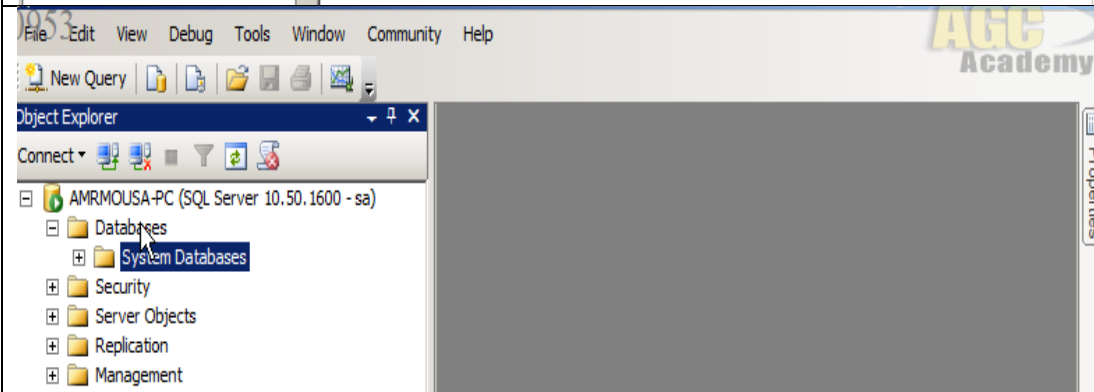 0953
File Edit View Debug Tools Window Community Help
AGC
Academy
New Query
Object Explorer
Connect
Properties
AMRMOUSA-PC (SQL Server 10.50.1600 - sa)
Databases
System Databases
Security
Server Objects
Replication
Management